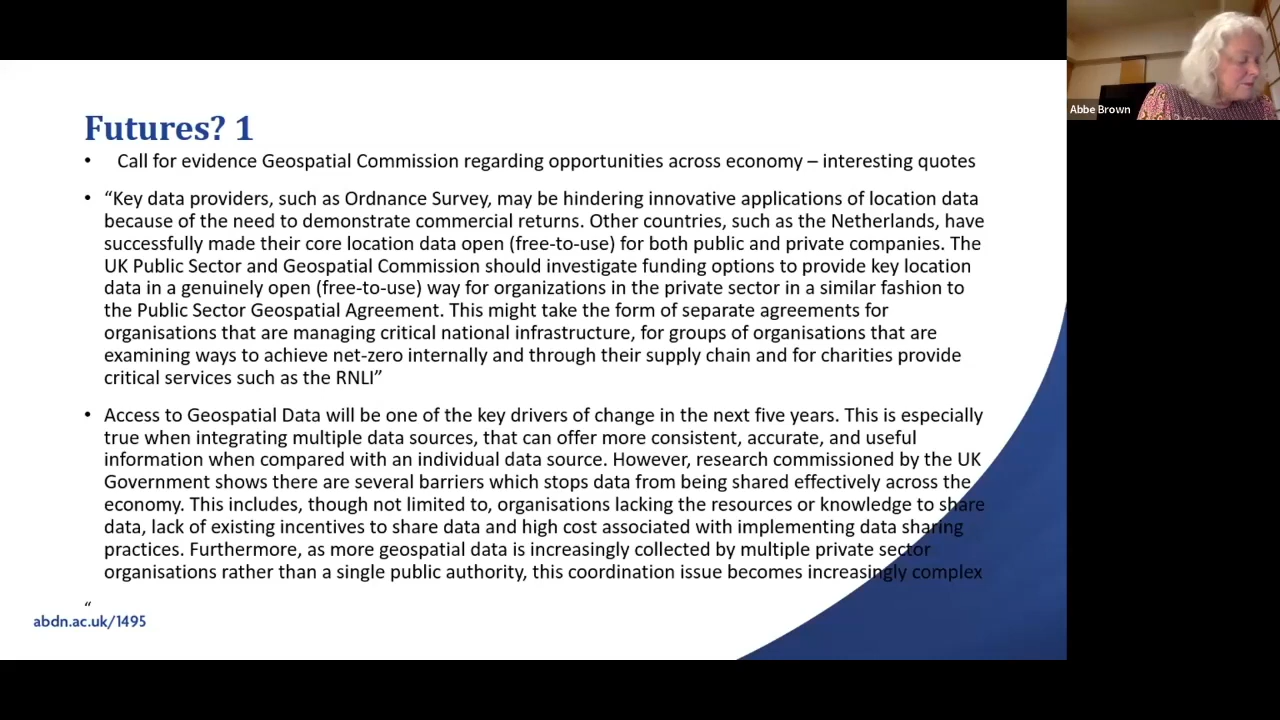 Futures? 1
• Call for evidence Geospatial Commission regarding opportunities across economy – interesting quotes
• “Key data providers, such as Ordnance Survey, may be hindering innovative applications of location data
because of the need to demonstrate commercial returns. Other countries, such as the Netherlands, have
successfully made their core location data open (free-to-use) for both public and private companies. The
UK Public Sector and Geospatial Commission should investigate funding options to provide key location
data in a genuinely open (free-to-use) way for organizations in the private sector in a similar fashion to
the Public Sector Geospatial Agreement. This might take the form of separate agreements for
organisations that are managing critical national infrastructure, for groups of organisations that are
examining ways to achieve net-zero internally and through their supply chain and for charities provide
critical services such as the RNLI”
• Access to Geospatial Data will be one of the key drivers of change in the next five years. This is especially
true when integrating multiple data sources, that can offer more consistent, accurate, and useful
information when compared with an individual data source. However, research commissioned by the UK
Government shows there are several barriers which stops data from being shared effectively across the
economy. This includes, though not limited to, organisations lacking the resources or knowledge to share
data, lack of existing incentives to share data and high cost associated with implementing data sharing
practices. Furthermore, as more geospatial data is increasingly collected by multiple private sector
organisations rather than a single public authority, this coordination issue becomes increasingly complex
“
abdn.ac.uk/1495
Abbe Brown